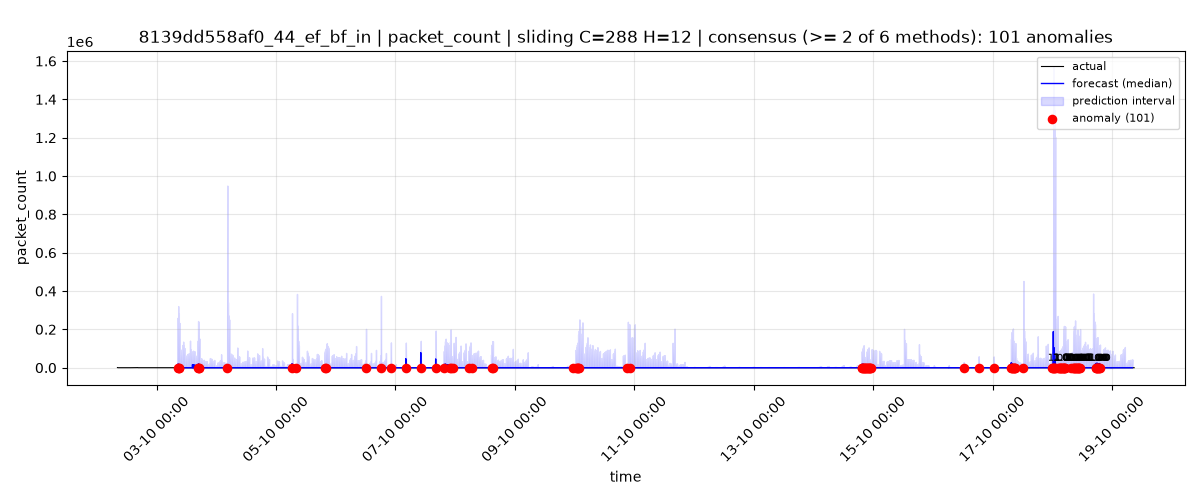 8139dd558af0_44_ef_bf_in | packet_count | sliding C=288 H=12 | consensus (>= 2 of 6 methods): 101 anomalies
1e6
1.6
1.4
1.2
1.0
0.8
0.6
0.4
0.2
0.0
packet_count
actual
forecast (median)
prediction interval
anomaly (101)
03-10 00:00
05-10 00:00
07-10 00:00
09-10 00:00
11-10 00:00
13-10 00:00
15-10 00:00
17-10 00:00
19-10 00:00
time